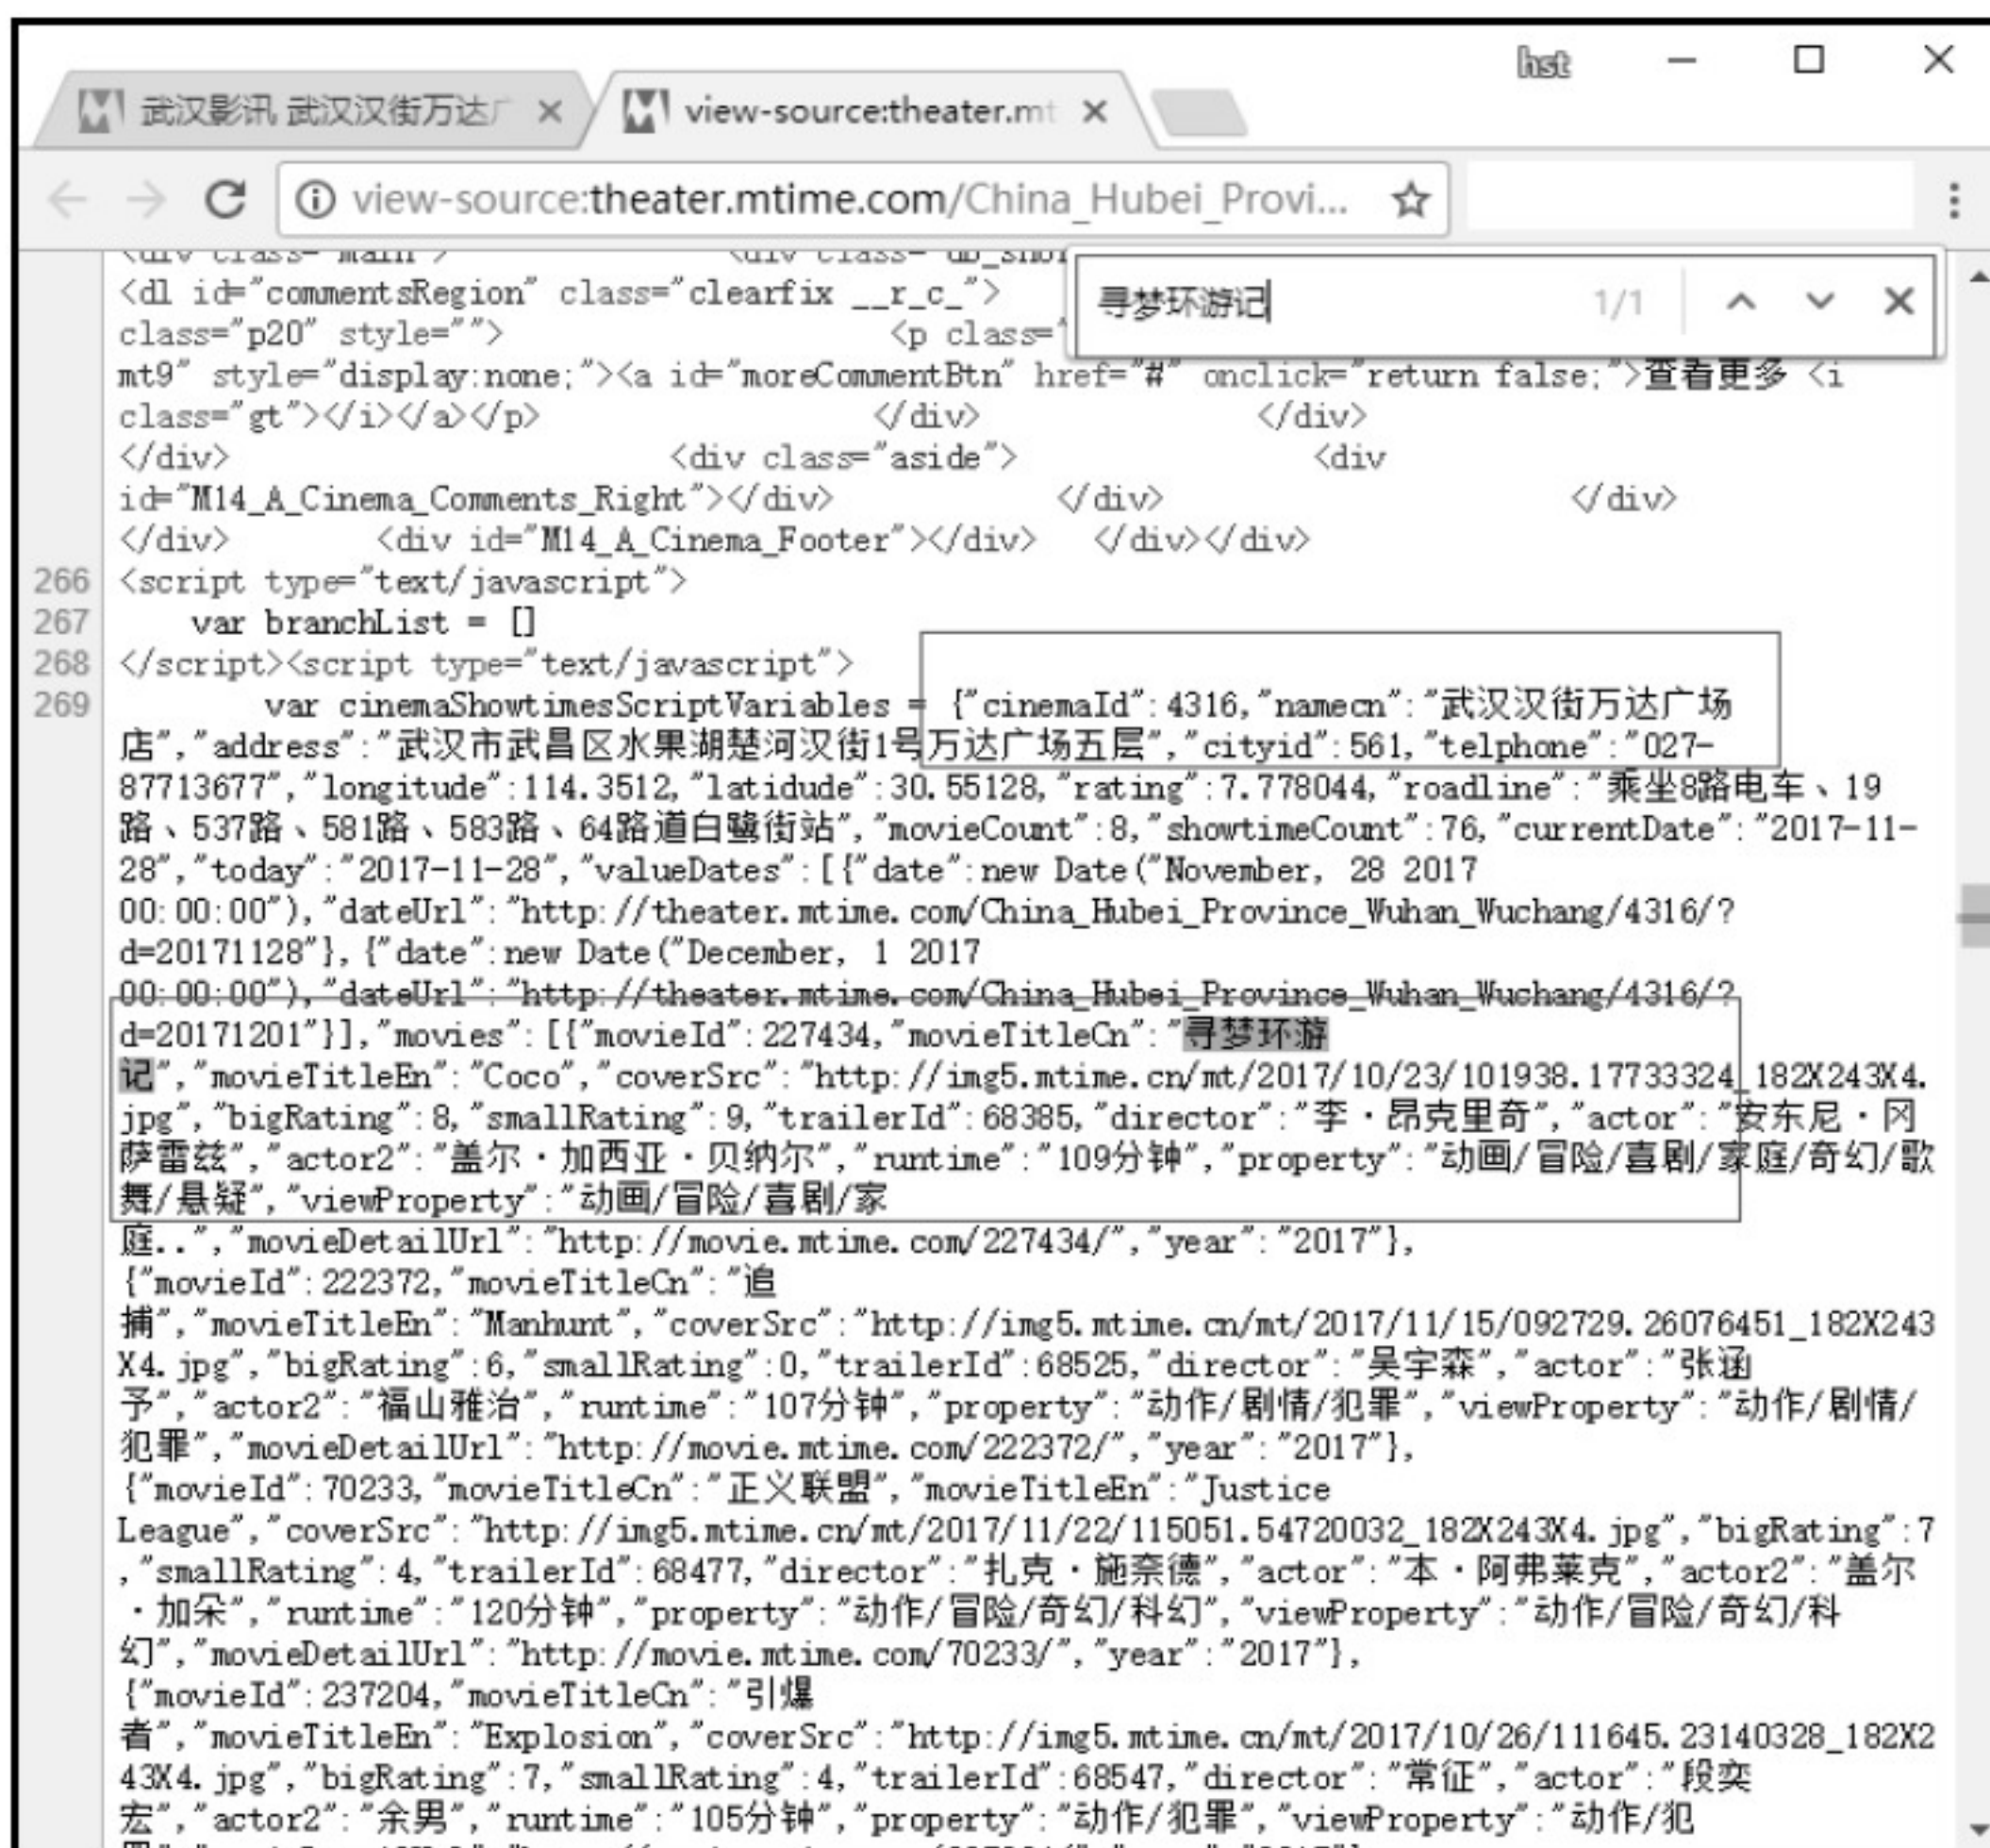 hst
武汉影讯 武汉汉街万达广
view-source:theater.mt
view-source:theater.mtime.com/China_Hubei_Provi...
寻梦环游记 1/1
<dl id="commentsRegion" class="clearfix __r_c_">
class="p20" style=""> <p class="
mt9" style="display:none;"><a id="moreCommentBtn" href="#" onclick="return false;">查看更多 <i
class="gt"></i></a></p> </div> </div>
</div> <div class="aside"> <div
id="M14_A_Cinema_Comments_Right"></div> </div> </div>
</div> <div id="M14_A_Cinema_Footer"></div> </div></div>
266 <script type="text/javascript">
267 var branchList = []
268 </script><script type="text/javascript">
269 var cinemaShowtimesScriptVariables = {"cinemaId":4316,"namecn":"武汉汉街万达广场
店","address":"武汉市武昌区水果湖楚河汉街1号万达广场五层","cityid":561,"telphone":"027-
87713677","longitude":114.3512,"latidude":30.55128,"rating":7.778044,"roadline":"乘坐8路电车、19
路、537路、581路、583路、64路道白鹭街站","movieCount":8,"showtimeCount":76,"currentDate":"2017-11-
28","today":"2017-11-28","valueDates":[{"date":new Date("November, 28 2017
00:00:00"),"dateUrl":"http://theater.mtime.com/China_Hubei_Province_Wuhan_Wuchang/4316/?
d=20171128"},{"date":new Date("December, 1 2017
00:00:00"),"dateUrl":"http://theater.mtime.com/China_Hubei_Province_Wuhan_Wuchang/4316/?
d=20171201"}],"movies":[{"movieId":227434,"movieTitleCn":"寻梦环游
记","movieTitleEn":"Coco","coverSrc":"http://img5.mtime.cn/mt/2017/10/23/101938.17733324_182X243X4.
jpg","bigRating":8,"smallRating":9,"trailerId":68385,"director":"李·昂克里奇","actor":"安东尼·冈
萨雷兹","actor2":"盖尔·加西亚·贝纳尔","runtime":"109分钟","property":"动画/冒险/喜剧/家庭/奇幻/歌
舞/悬疑","viewProperty":"动画/冒险/喜剧/家
庭..","movieDetailUrl":"http://movie.mtime.com/227434/","year":"2017"},
{"movieId":222372,"movieTitleCn":"追
捕","movieTitleEn":"Manhunt","coverSrc":"http://img5.mtime.cn/mt/2017/11/15/092729.26076451_182X243
X4.jpg","bigRating":6,"smallRating":0,"trailerId":68525,"director":"吴宇森","actor":"张涵
予","actor2":"福山雅治","runtime":"107分钟","property":"动作/剧情/犯罪","viewProperty":"动作/剧情/
犯罪","movieDetailUrl":"http://movie.mtime.com/222372/","year":"2017"},
{"movieId":70233,"movieTitleCn":"正义联盟","movieTitleEn":"Justice
League","coverSrc":"http://img5.mtime.cn/mt/2017/11/22/115051.54720032_182X243X4.jpg","bigRating":7
,"smallRating":4,"trailerId":68477,"director":"扎克·施奈德","actor":"本·阿弗莱克","actor2":"盖尔
·加朵","runtime":"120分钟","property":"动作/冒险/奇幻/科幻","viewProperty":"动作/冒险/奇幻/科
幻","movieDetailUrl":"http://movie.mtime.com/70233/","year":"2017"},
{"movieId":237204,"movieTitleCn":"引爆
者","movieTitleEn":"Explosion","coverSrc":"http://img5.mtime.cn/mt/2017/10/26/111645.23140328_182X2
43X4.jpg","bigRating":7,"smallRating":4,"trailerId":68547,"director":"常征","actor":"段奕
宏","actor2":"余男","runtime":"105分钟","property":"动作/犯罪","viewProperty":"动作/犯